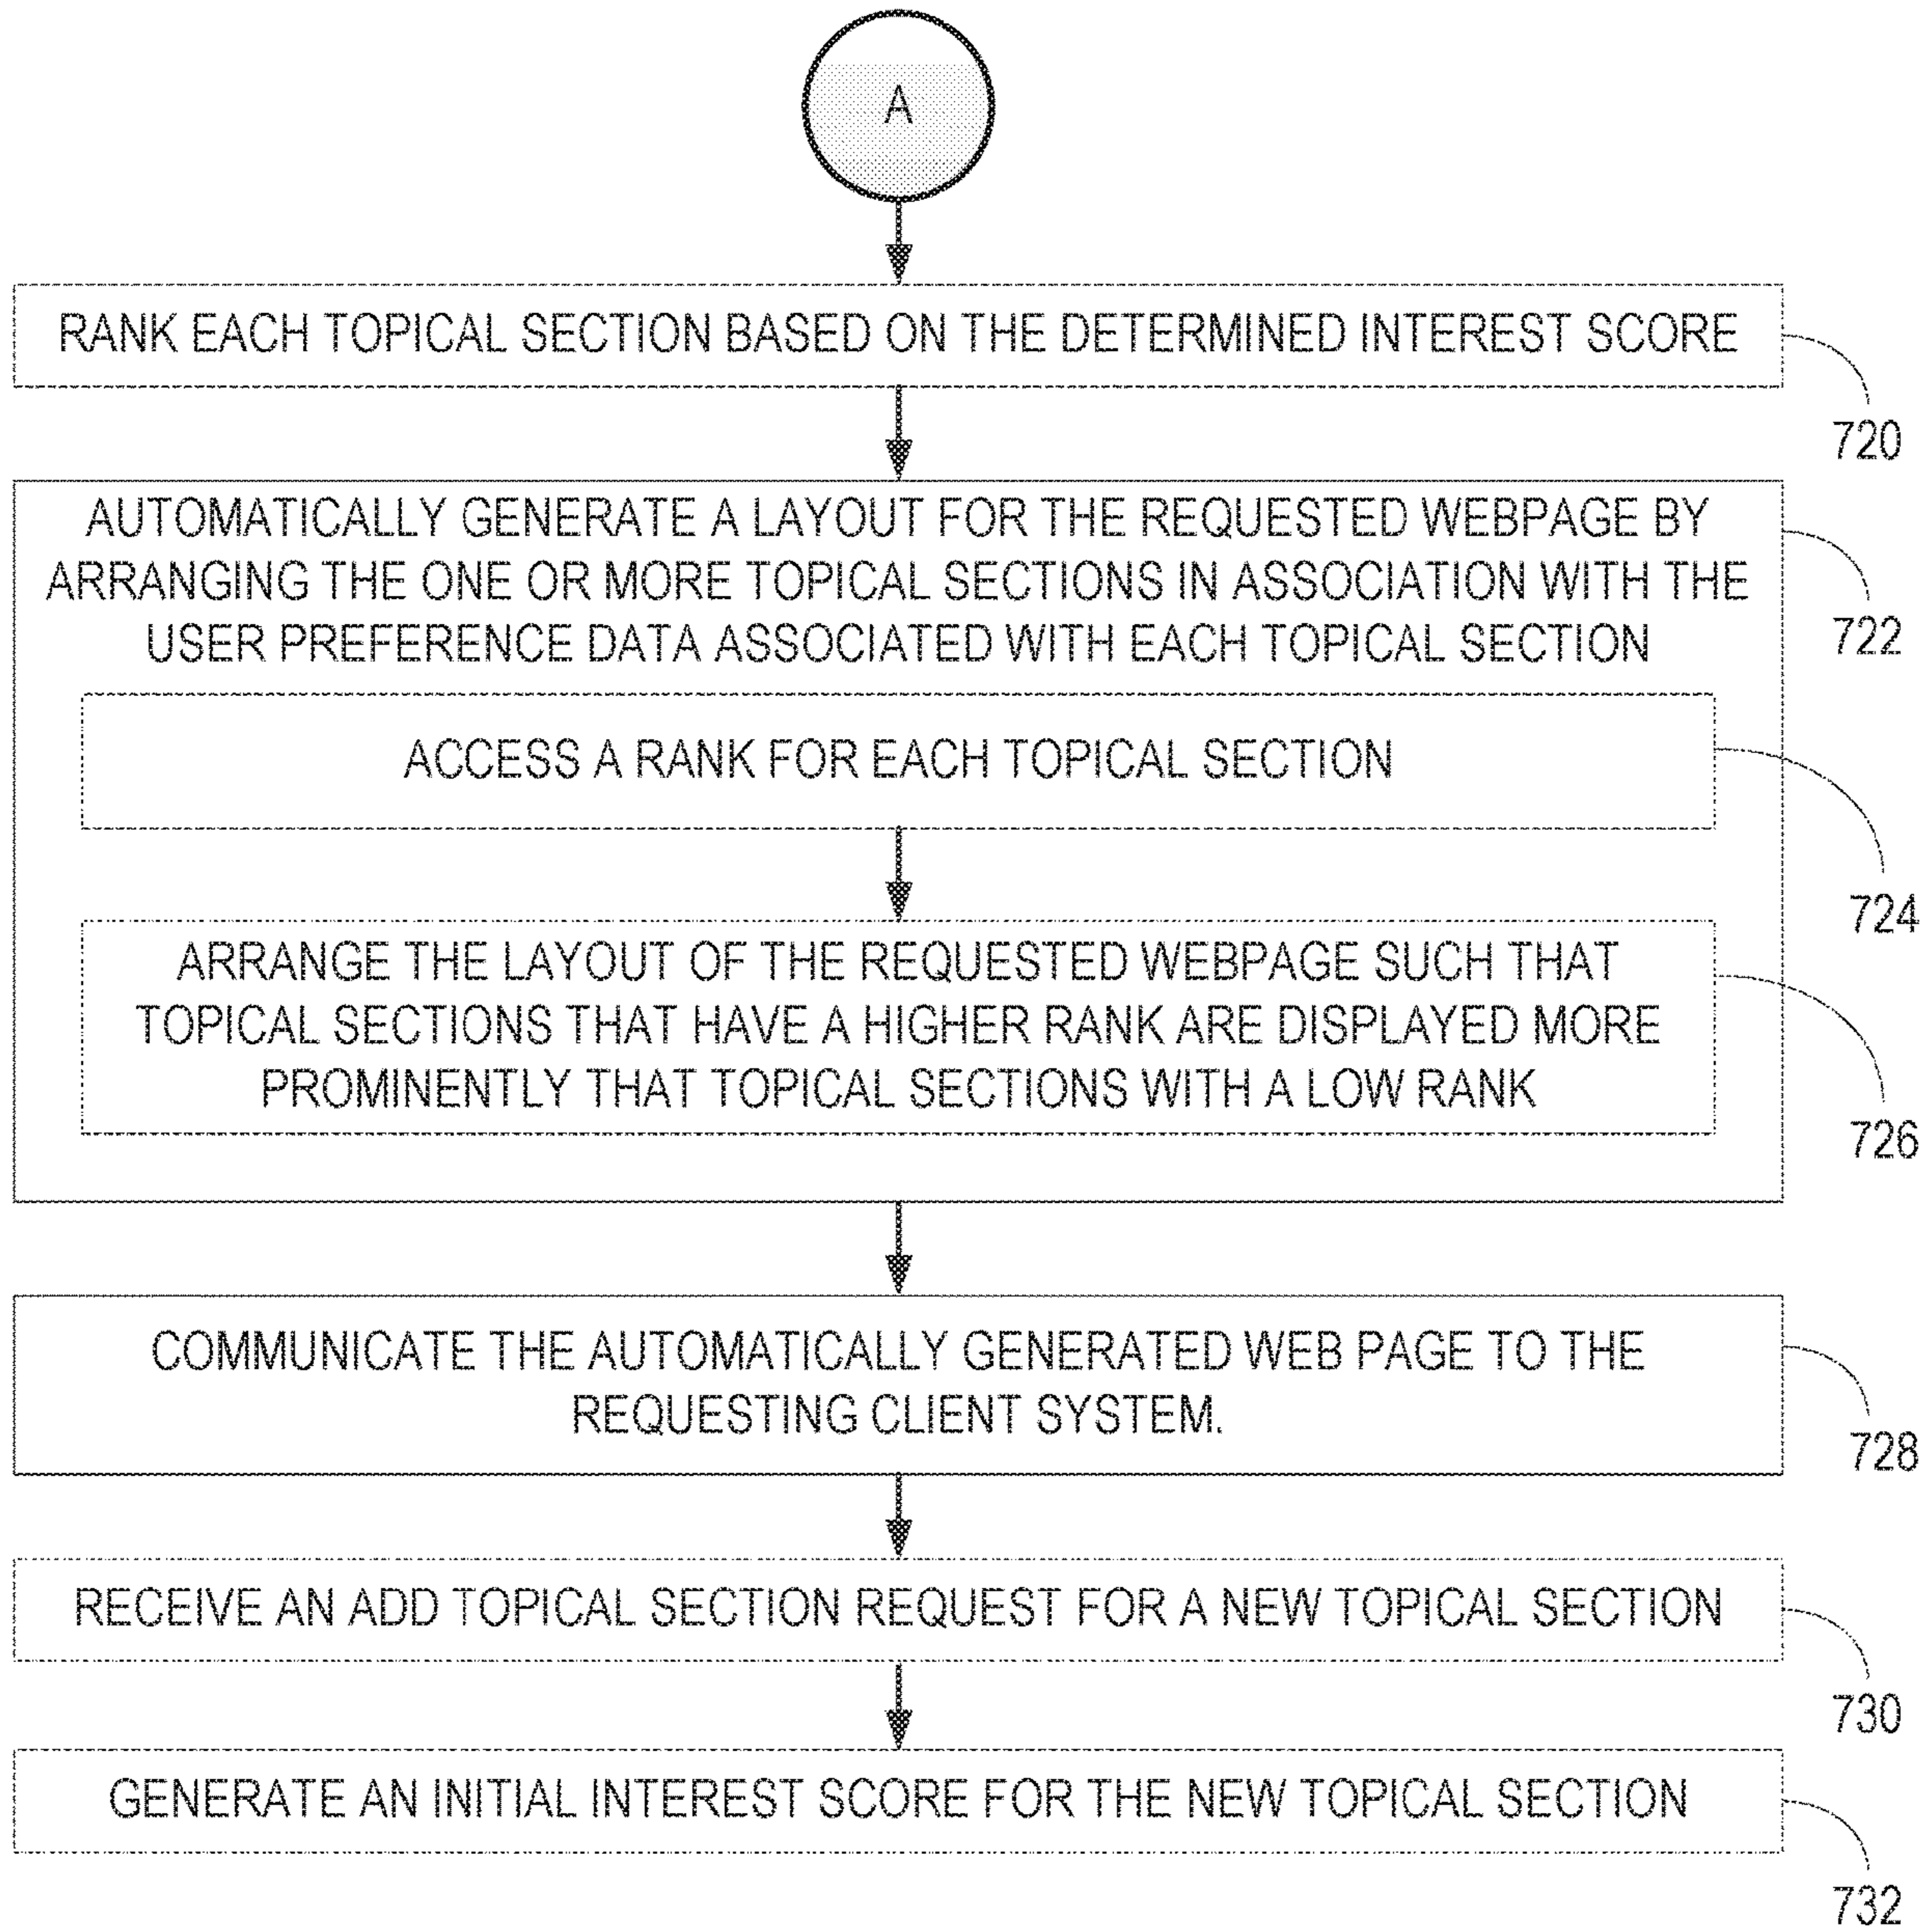 A
RANK EACH TOPICAL SECTION BASED ON THE DETERMINED INTEREST SCORE
720
AUTOMATICALLY GENERATE A LAYOUT FOR THE REQUESTED WEBPAGE BY
ARRANGING THE ONE OR MORE TOPICAL SECTIONS IN ASSOCIATION WITH THE
USER PREFERENCE DATA ASSOCIATED WITH EACH TOPICAL SECTION
722
ACCESS A RANK FOR EACH TOPICAL SECTION
724
ARRANGE THE LAYOUT OF THE REQUESTED WEBPAGE SUCH THAT
TOPICAL SECTIONS THAT HAVE A HIGHER RANK ARE DISPLAYED MORE
PROMINENTLY THAT TOPICAL SECTIONS WITH A LOW RANK
726
COMMUNICATE THE AUTOMATICALLY GENERATED WEB PAGE TO THE
REQUESTING CLIENT SYSTEM.
728
RECEIVE AN ADD TOPICAL SECTION REQUEST FOR A NEW TOPICAL SECTION
730
GENERATE AN INITIAL INTEREST SCORE FOR THE NEW TOPICAL SECTION
732